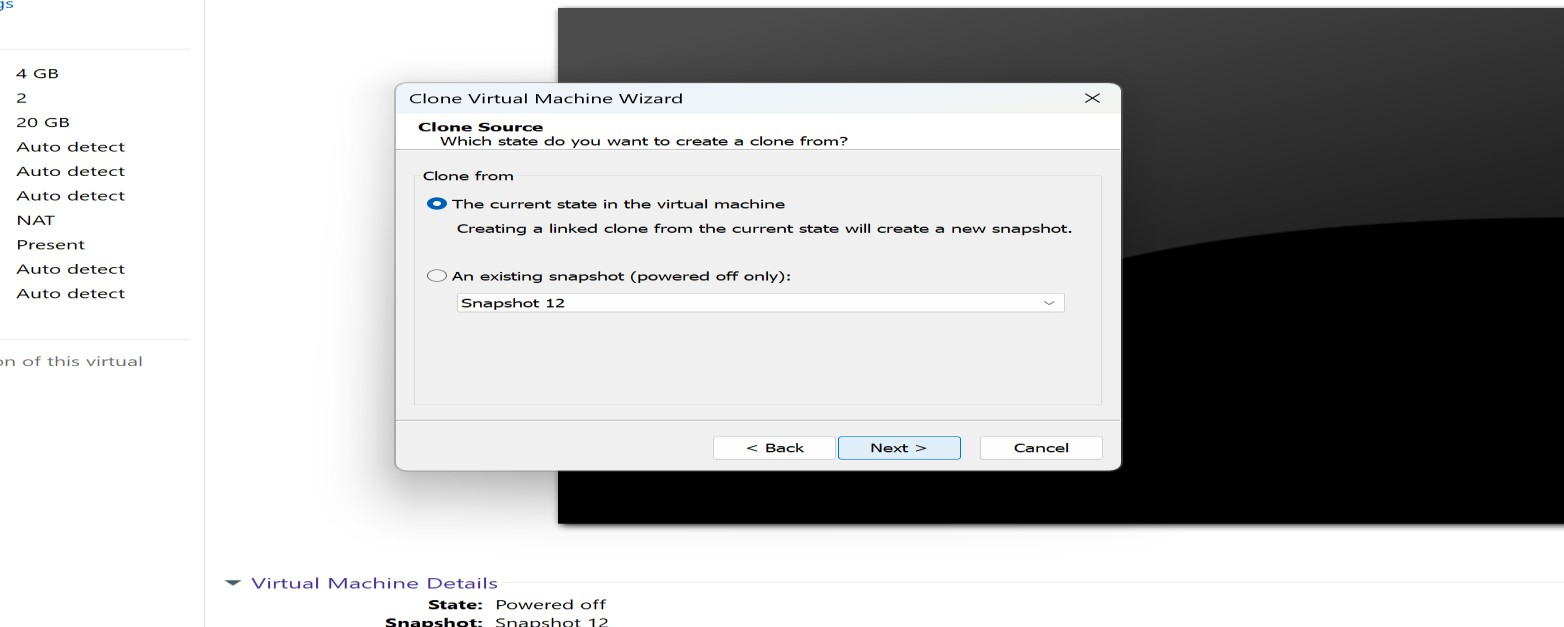 gs
4 GB
2
20 GB
Auto detect
Auto detect
Auto detect
NAT
Present
Auto detect
Auto detect
on of this virtual
Clone Virtual Machine Wizard
Clone Source
Which state do you want to create a clone from?
Clone from
The current state in the virtual machine
Creating a linked clone from the current state will create a new snapshot.
An existing snapshot (powered off only):
Snapshot 12
< Back
Next >
Cancel
Virtual Machine Details
State: Powered off
Snapshot: Snapshot 12